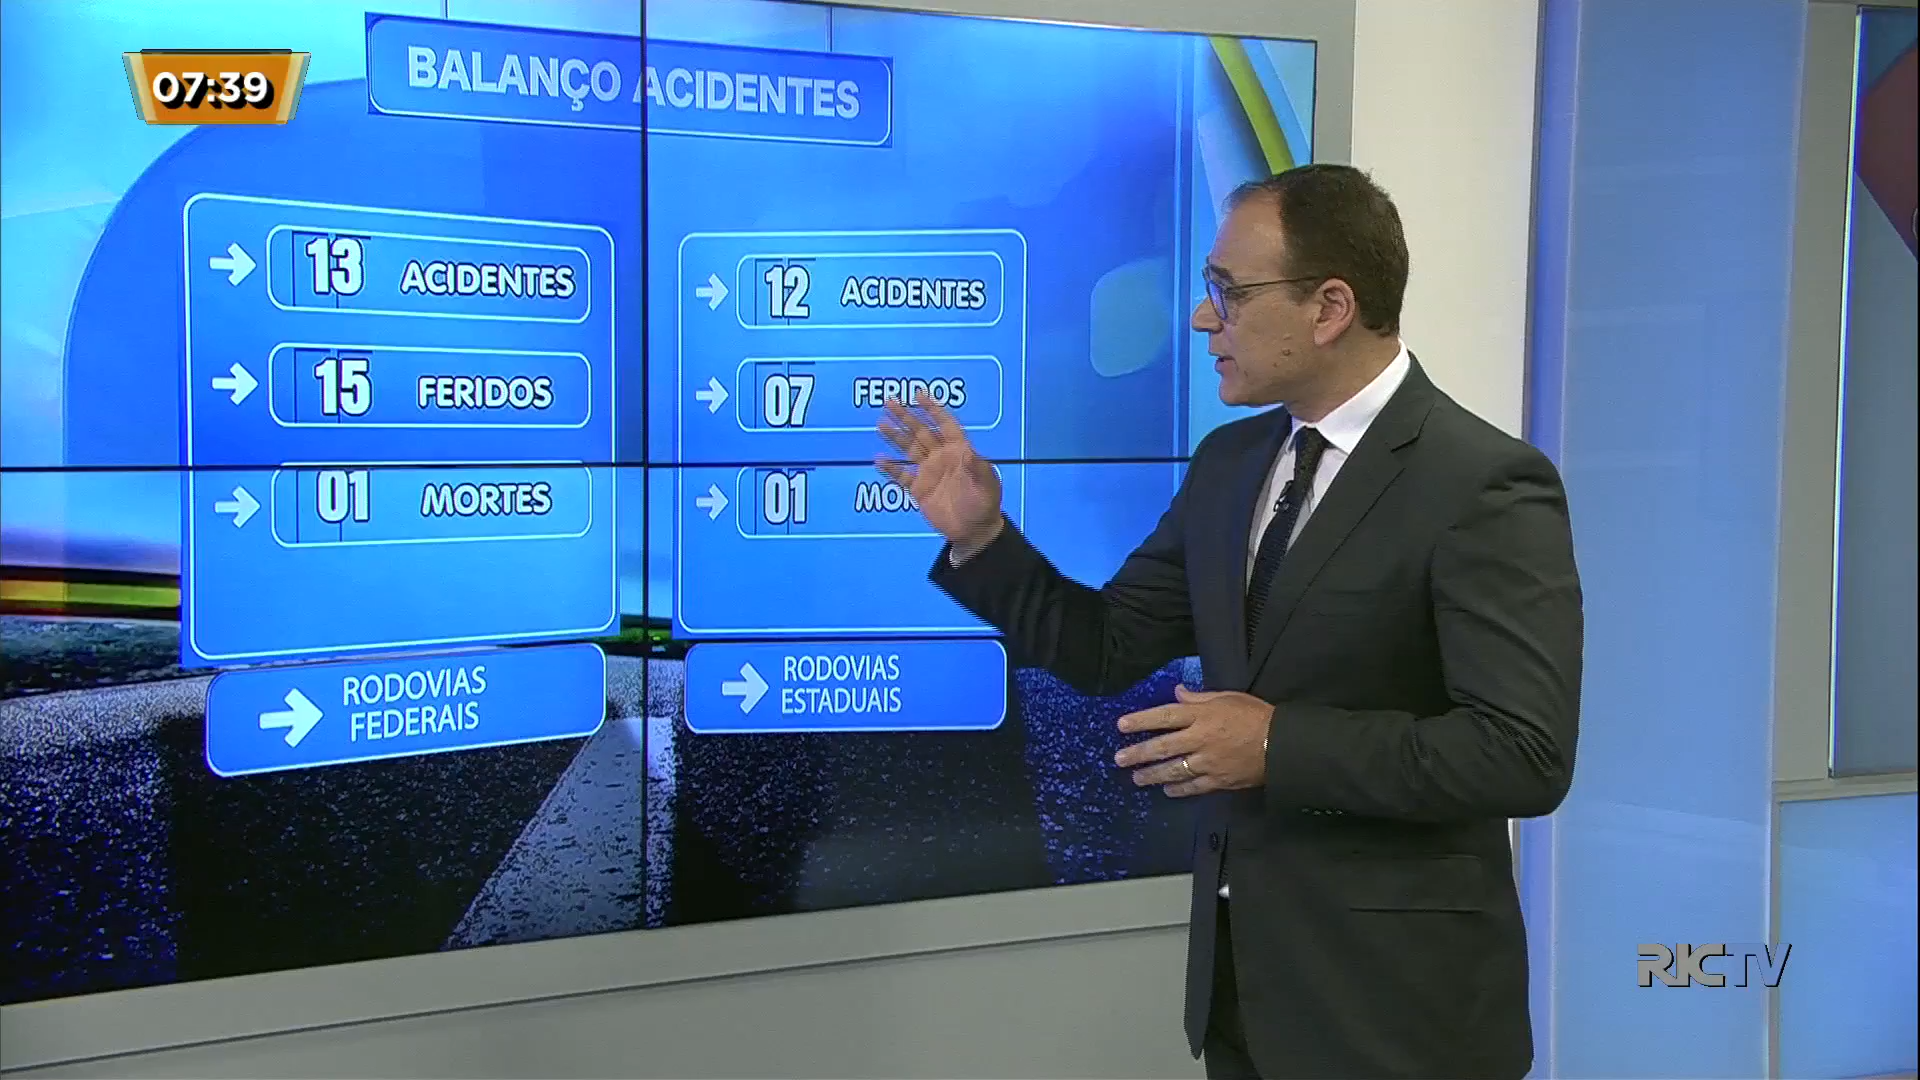 07:39
BALANÇO ACIDENTES
13 ACIDENTES
15 FERIDOS
01 MORTES
RODOVIAS
FEDERAIS
12 ACIDENTES
07 FERIDOS
01
RODOVIAS
ESTADUAIS
RICTV